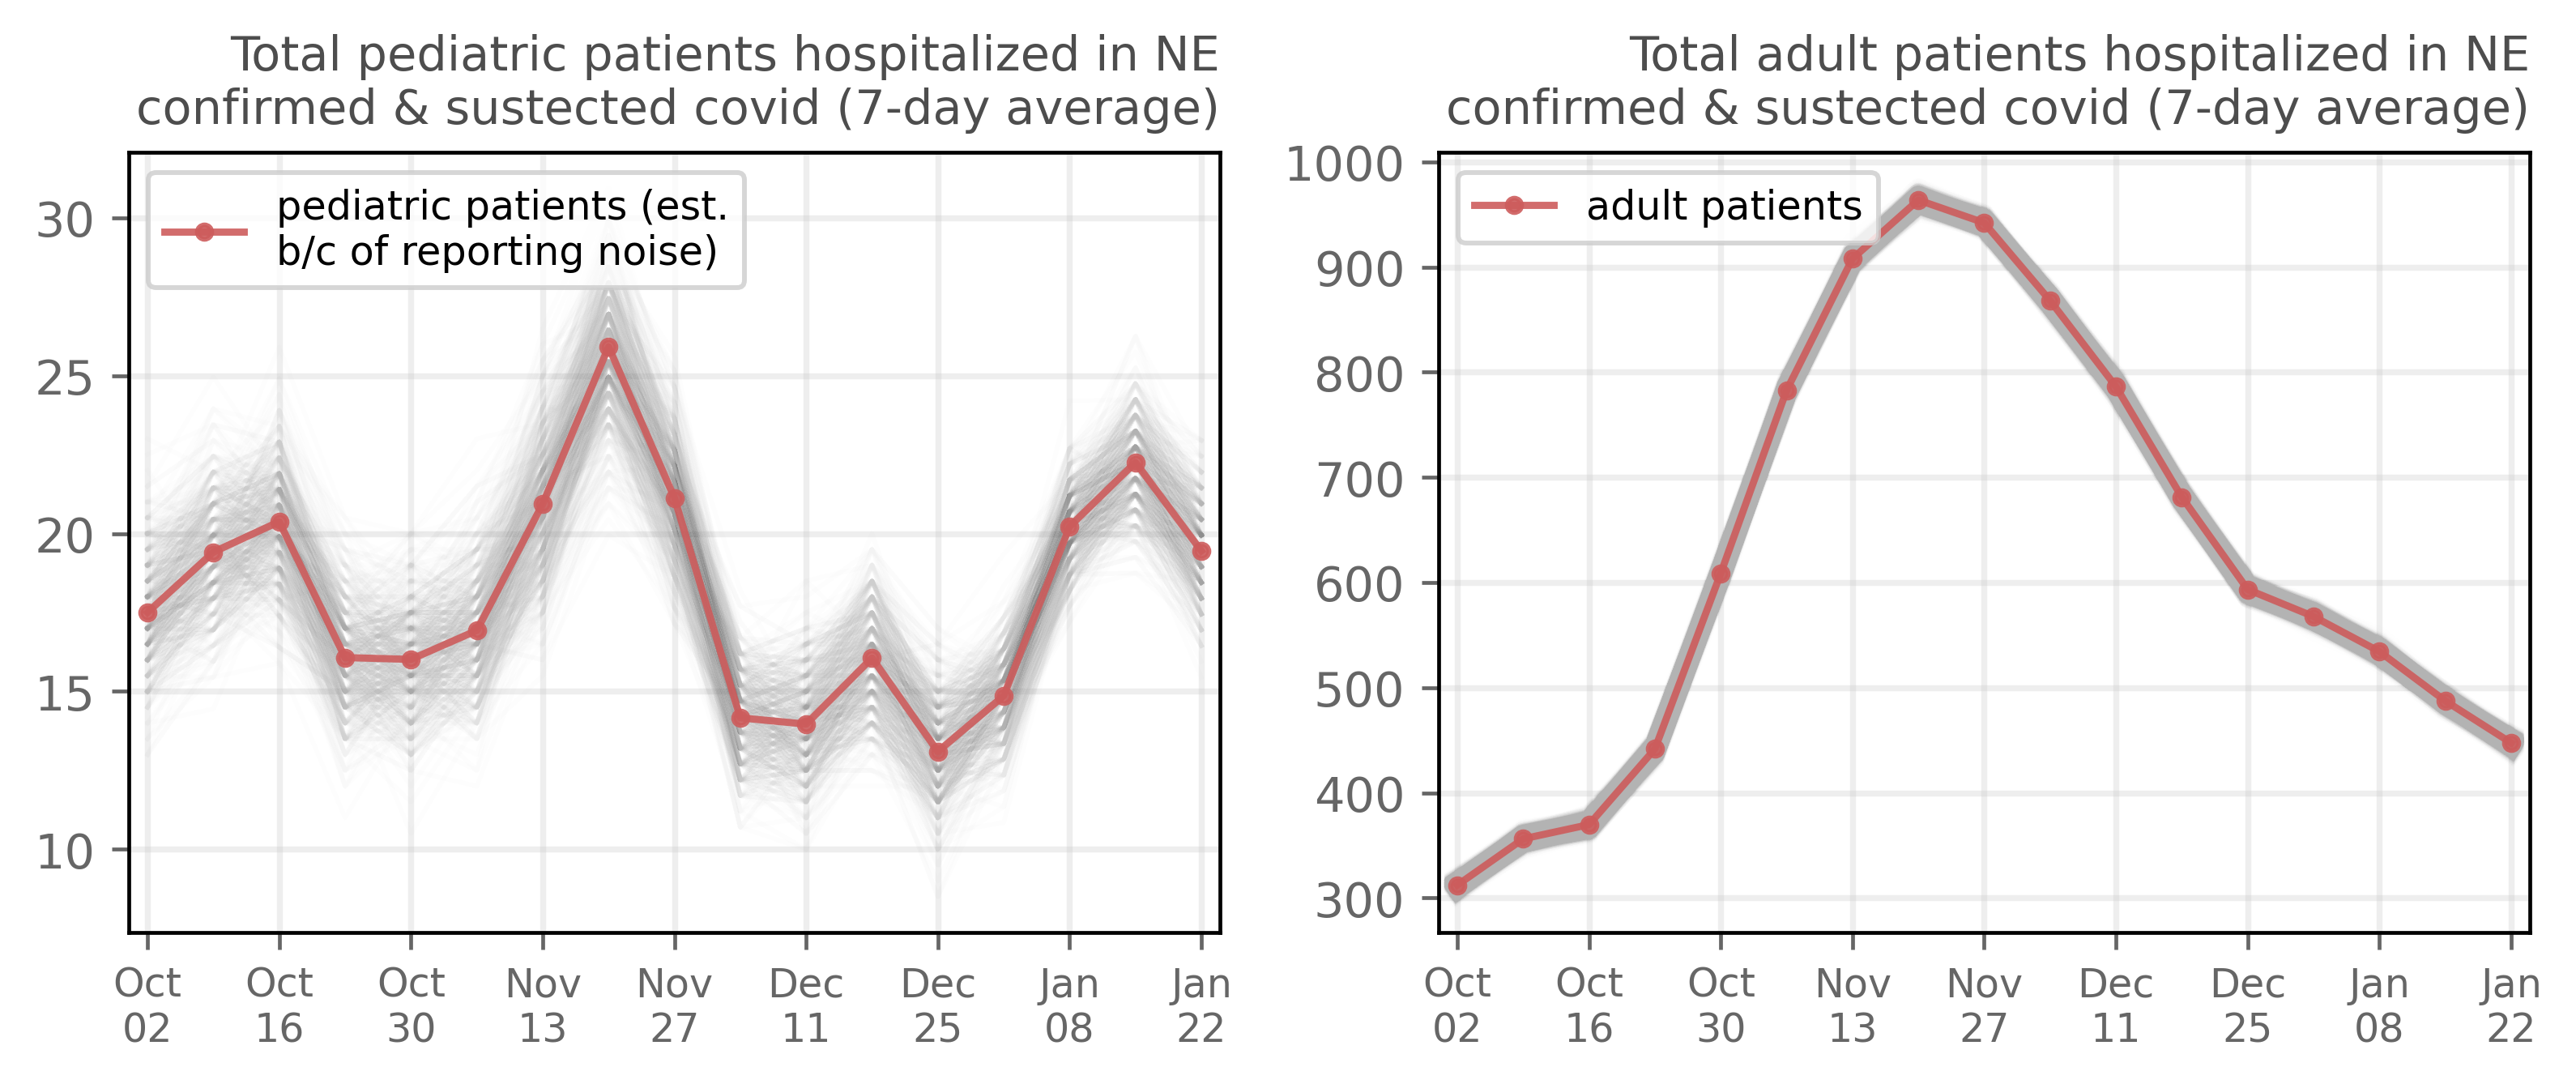 Total pediatric patients hospitalized in NE
confirmed & sustected covid (7-day average)
pediatric patients (est.
b/c of reporting noise)
30
25
20
15
10
Oct Oct Oct Nov Nov Dec Dec Jan Jan
02 16 30 13 27 11 25 08 22
Total adult patients hospitalized in NE
confirmed & sustected covid (7-day average)
adult patients
1000
900
800
700
600
500
400
300
Oct Oct Oct Nov Nov Dec Dec Jan Jan
02 16 30 13 27 11 25 08 22